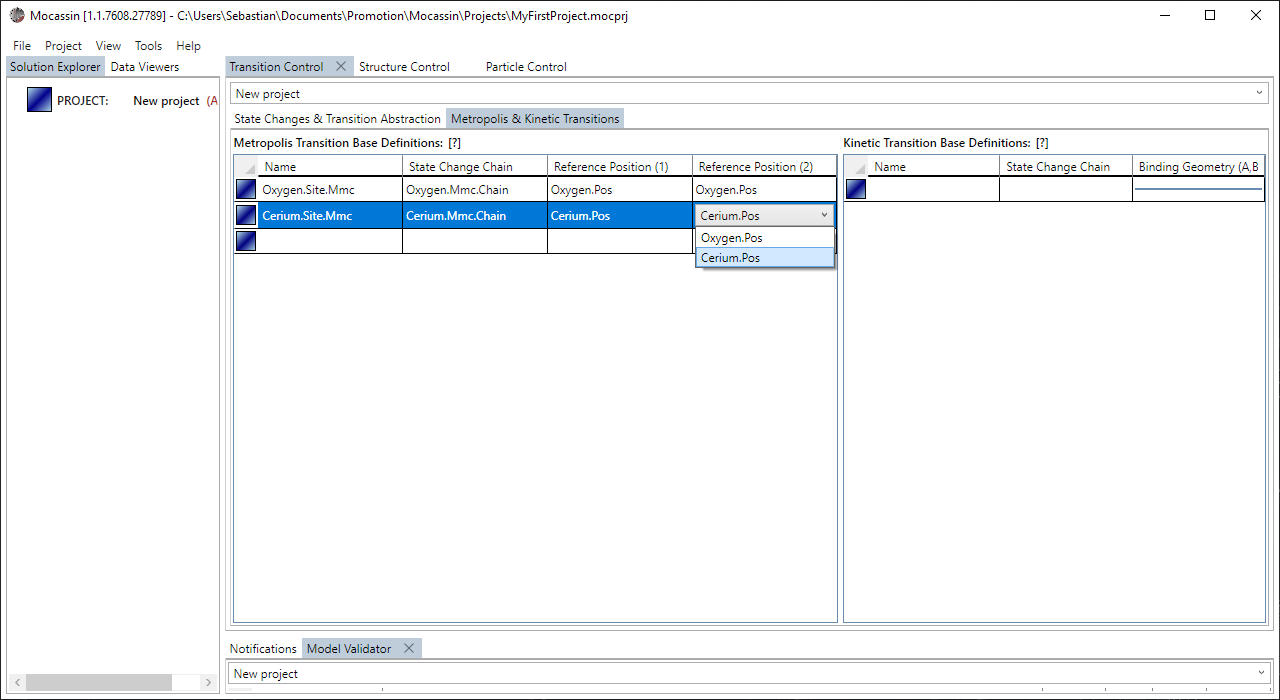 Mocassin [1.1.7608.27789] - C:\Users\Sebastian\Documents\Promotion\Mocassin\Projects\MyFirstProject.mocprj
File Project View Tools Help
Solution Explorer Data Viewers
PROJECT: New project (A
Transition Control Structure Control Particle Control
New project
State Changes & Transition Abstraction Metropolis & Kinetic Transitions
Metropolis Transition Base Definitions: [?]
Name State Change Chain Reference Position (1) Reference Position (2)
Oxygen.Site.Mmc Oxygen.Mmc.Chain Oxygen.Pos Oxygen.Pos
Cerium.Site.Mmc Cerium.Mmc.Chain Cerium.Pos Cerium.Pos
Oxygen.Pos
Cerium.Pos
Kinetic Transition Base Definitions: [?]
Name State Change Chain Binding Geometry (A,B
Notifications Model Validator
New project